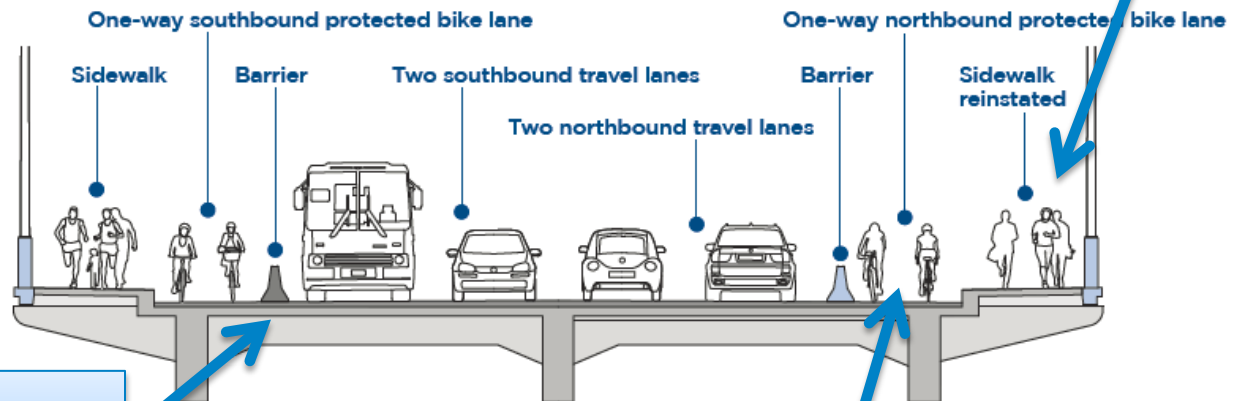 One-way southbound protected bike lane
One-way northbound protected bike lane
Sidewalk
Barrier
Two southbound travel lanes
Barrier
Sidewalk
reinstated
Two northbound travel lanes